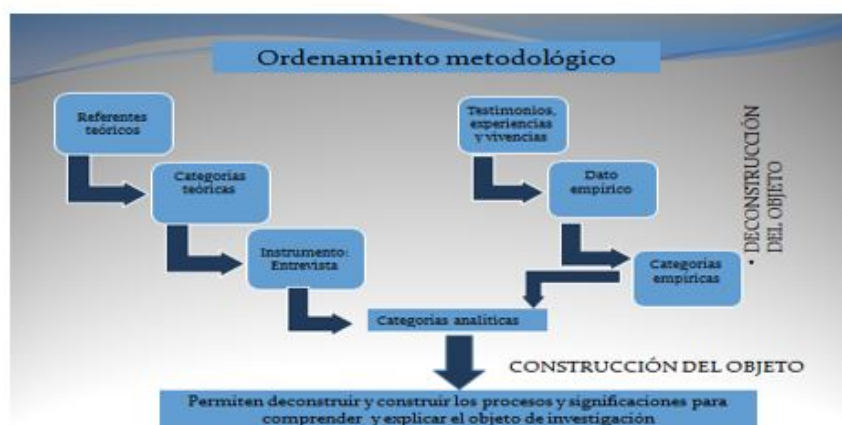 Ordenamiento metodológico
Referentes
teóricos
Categorías
teóricas
Instrumento:
Entrevista
Testimonios,
experiencias
y vivencias
Dato
empírico
Categorías
empíricas
• DECONSTRUCCIÓN
DEL OBJETO
Categorías analíticas
CONSTRUCCIÓN DEL OBJETO
Permiten deconstruir y construir los procesos y significaciones para
comprender y explicar el objeto de investigación